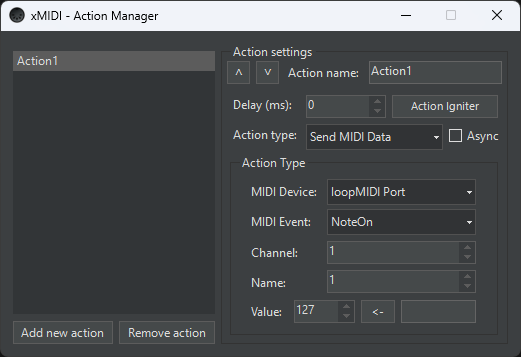 xMIDI - Action Manager
Action1
Add new action
Remove action
Action settings
˄ ˅ Action name: Action1
Delay (ms): 0 Action Igniter
Action type: Send MIDI Data Async
Action Type
MIDI Device: loopMIDI Port
MIDI Event: NoteOn
Channel: 1
Name: 1
Value: 127 <-